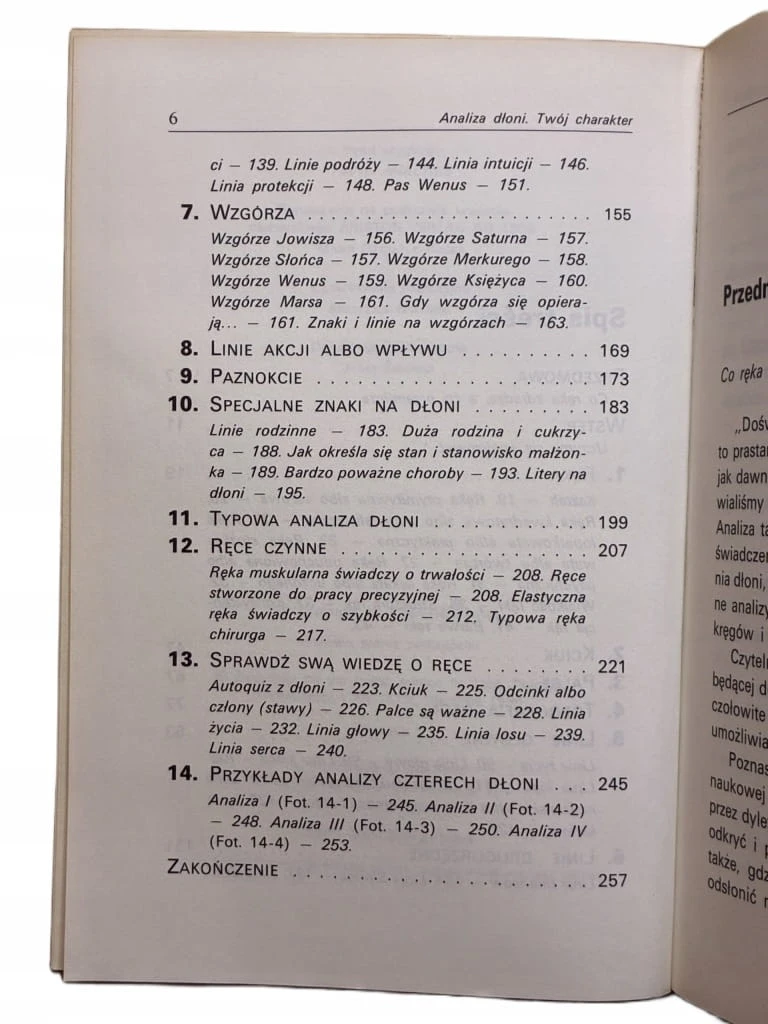 6 Analiza dłoni. Twój charakter
ci — 139. Linie podróży — 144. Linia intuicji — 146.
Linia protekcji — 148. Pas Wenus — 151.
7. WZGÓRZA . . . . . . . . . . . . . . . . . . . . . . . . 155
Wzgórze Jowisza — 156. Wzgórze Saturna — 157.
Wzgórze Słońca — 157. Wzgórze Merkurego — 158.
Wzgórze Wenus — 159. Wzgórze Księżyca — 160.
Wzgórze Marsa — 161. Gdy wzgórza się opiera-
ją... — 161. Znaki i linie na wzgórzach — 163.
8. LINIE AKCJI ALBO WPŁYWU . . . . . . . . . . 169
9. PAZNOKCIE . . . . . . . . . . . . . . . . . . . . . . 173
10. SPECJALNE ZNAKI NA DŁONI . . . . . . . . . 183
Linie rodzinne — 183. Duża rodzina i cukrzy-
ca — 188. Jak określa się stan i stanowisko małżon-
ka — 189. Bardzo poważne choroby — 193. Litery na
dłoni — 195.
11. TYPOWA ANALIZA DŁONI . . . . . . . . . . . . 199
12. RĘCE CZYNNE . . . . . . . . . . . . . . . . . . . . 207
Ręka muskularna świadczy o trwałości — 208. Ręce
stworzone do pracy precyzyjnej — 208. Elastyczna
ręka świadczy o szybkości — 212. Typowa ręka
chirurga — 217.
13. SPRAWDŹ SWĄ WIEDZĘ O RĘCE . . . . . . . . 221
Autoquiz z dłoni — 223. Kciuk — 225. Odcinki albo
człony (stawy) — 226. Palce są ważne — 228. Linia
życia — 232. Linia głowy — 235. Linia losu — 239.
Linia serca — 240.
14. PRZYKŁADY ANALIZY CZTERECH DŁONI . . . 245
Analiza I (Fot. 14-1) — 245. Analiza II (Fot. 14-2)
— 248. Analiza III (Fot. 14-3) — 250. Analiza IV
(Fot. 14-4) — 253.
ZAKOŃCZENIE . . . . . . . . . . . . . . . . . . . . . . . 257
Co ręka
to prastar
jak dawn
wialiśmy
Analiza ta
świadczen
nia dłoni,
ne analizy
kręgów i
Czyteln
będącej d
czołowite
umożliwia
Poznas
naukowej
przez dyle
odkryć i p
także, gdz
odsłonić